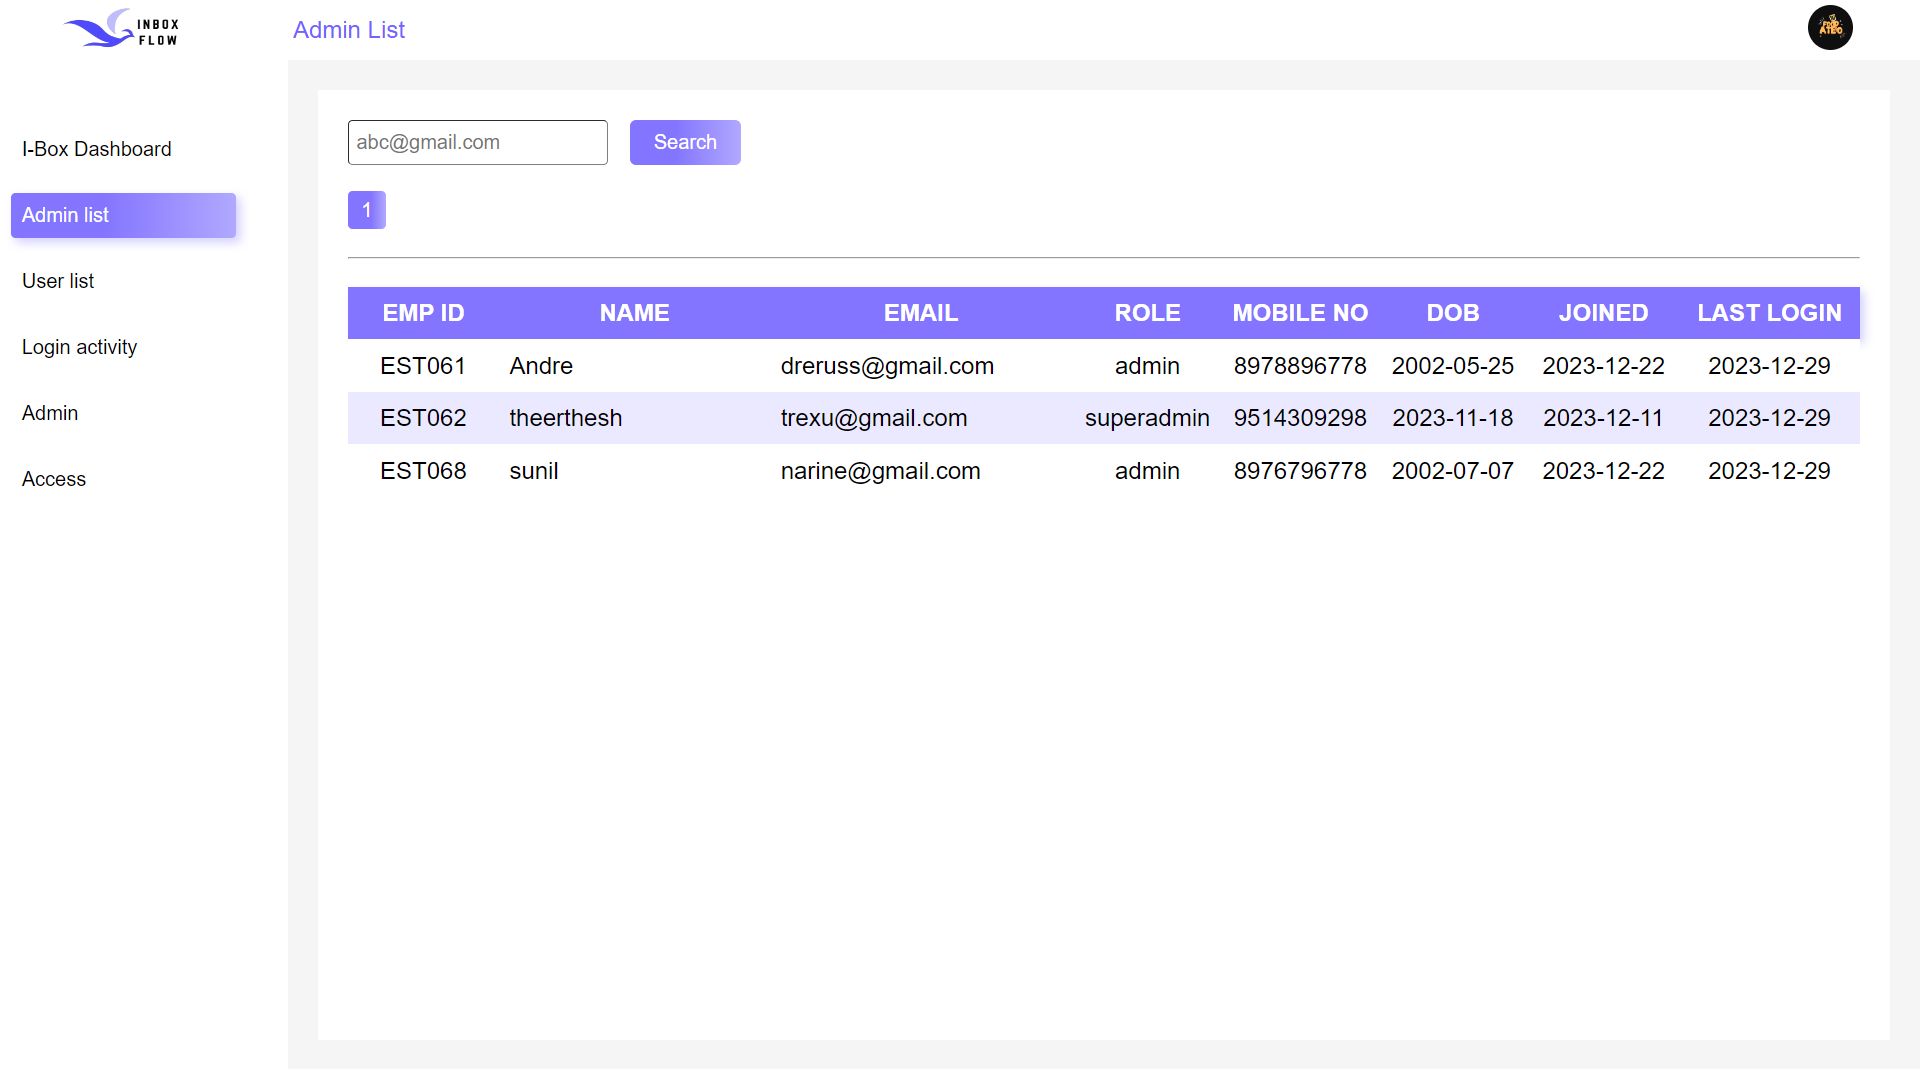 INBOX
FLOW
Admin List
FOOD
ATEO
I-Box Dashboard
Admin list
User list
Login activity
Admin
Access
abc@gmail.com
Search
1
EMP ID NAME EMAIL ROLE MOBILE NO DOB JOINED LAST LOGIN
EST061 Andre dreruss@gmail.com admin 8978896778 2002-05-25 2023-12-22 2023-12-29
EST062 theerthesh trexu@gmail.com superadmin 9514309298 2023-11-18 2023-12-11 2023-12-29
EST068 sunil narine@gmail.com admin 8976796778 2002-07-07 2023-12-22 2023-12-29